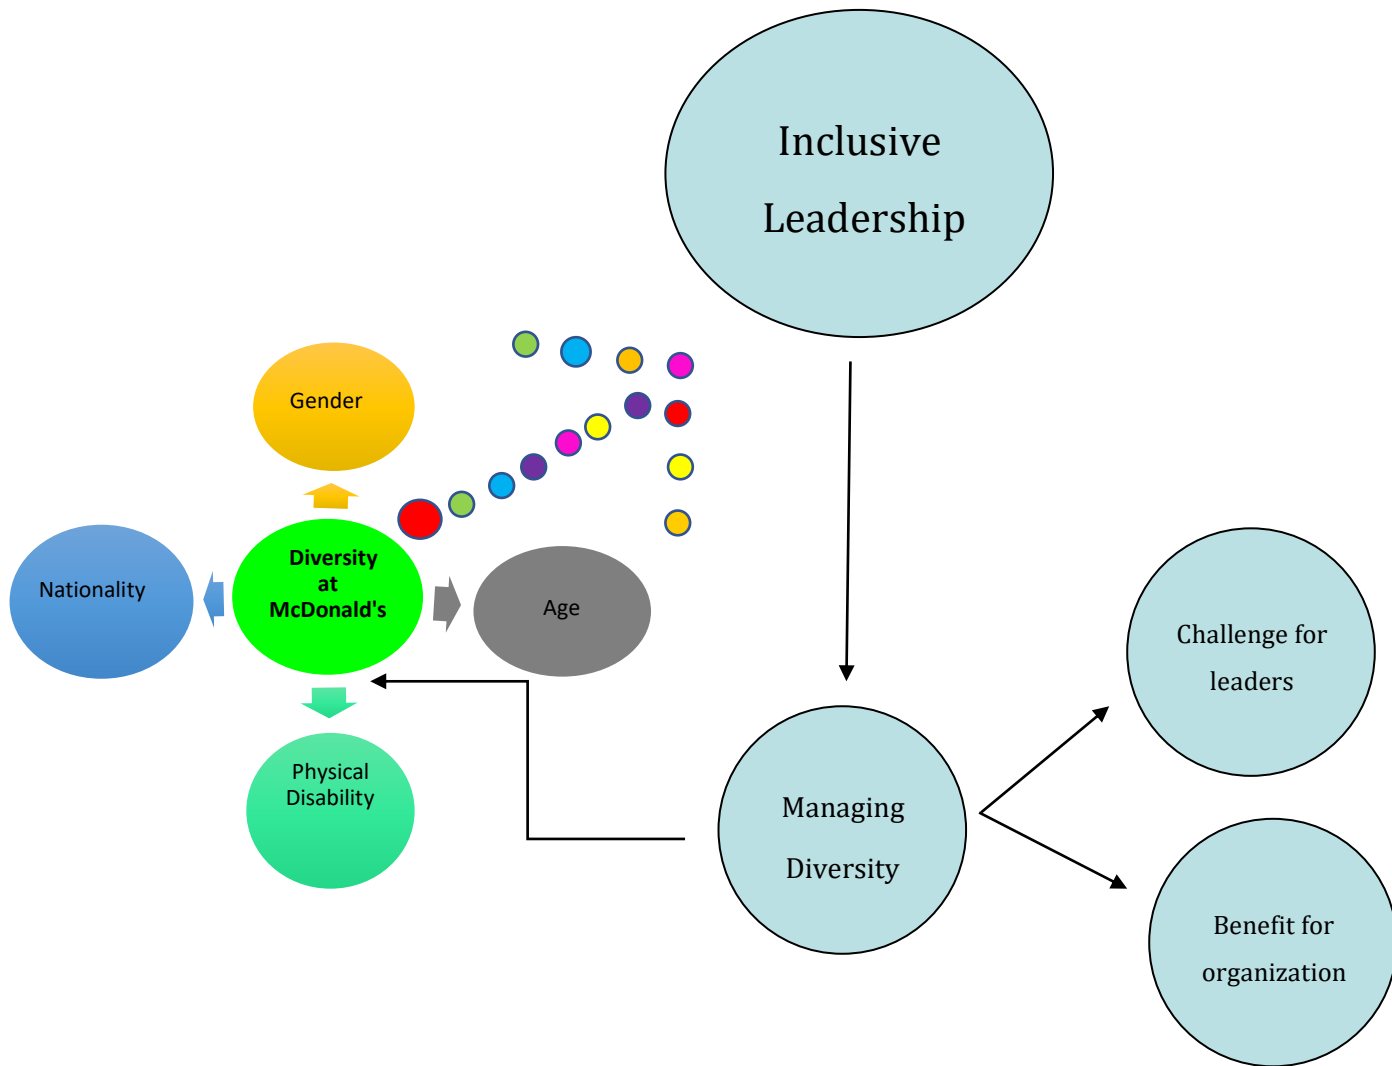 Inclusive
Leadership
Gender
Diversity
at
McDonald's
Nationality
Age
Physical
Disability
Managing
Diversity
Challenge for
leaders
Benefit for
organization